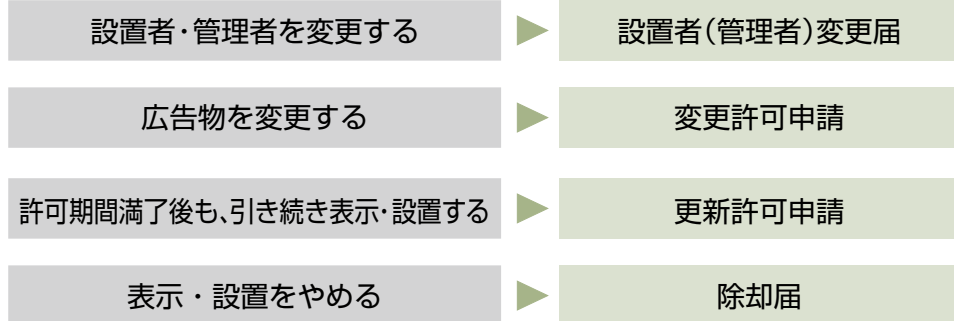 設置者・管理者を変更する ▶ 設置者(管理者)変更届
広告物を変更する ▶ 変更許可申請
許可期間満了後も、引き続き表示・設置する ▶ 更新許可申請
表示・設置をやめる ▶ 除却届